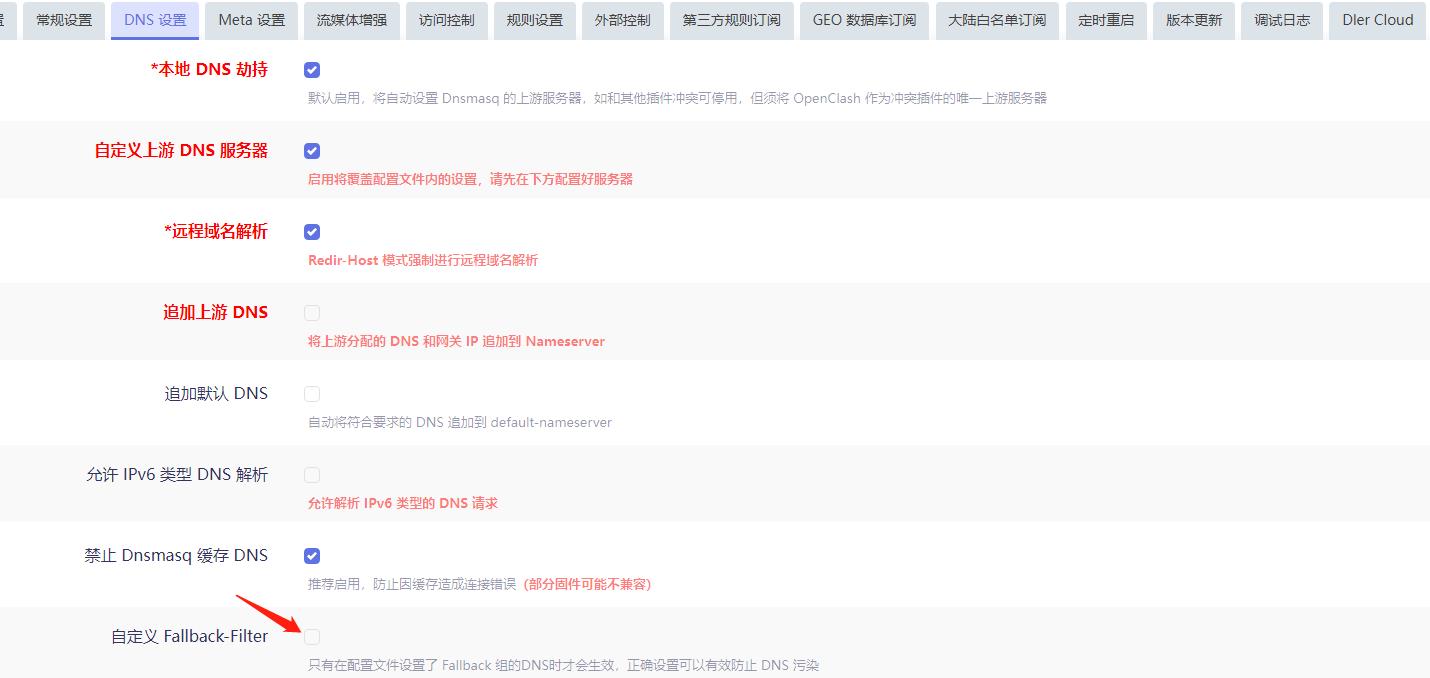 常规设置 DNS 设置 Meta 设置 流媒体增强 访问控制 规则设置 外部控制 第三方规则订阅 GEO 数据库订阅 大陆白名单订阅 定时重启 版本更新 调试日志 Dler Cloud
*本地 DNS 劫持
默认启用，将自动设置 Dnsmasq 的上游服务器，如和其他插件冲突可停用，但须将 OpenClash 作为冲突插件的唯一上游服务器
自定义上游 DNS 服务器
启用将覆盖配置文件内的设置，请先在下方配置好服务器
*远程域名解析
Redir-Host 模式强制进行远程域名解析
追加上游 DNS
将上游分配的 DNS 和网关 IP 追加到 Nameserver
追加默认 DNS
自动将符合要求的 DNS 追加到 default-nameserver
允许 IPv6 类型 DNS 解析
允许解析 IPv6 类型的 DNS 请求
禁止 Dnsmasq 缓存 DNS
推荐启用，防止因缓存造成连接错误（部分固件可能不兼容）
自定义 Fallback-Filter
只有在配置文件设置了 Fallback 组的DNS时才会生效，正确设置可以有效防止 DNS 污染